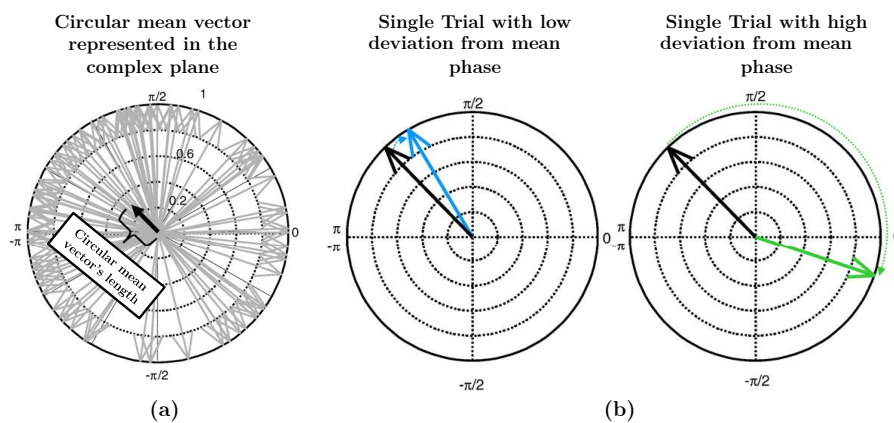 Circular mean vector
represented in the
complex plane
π/2
1
0.6
0.2
0
π
-π
Circular mean
vector's length
-π/2
(a)
Single Trial with low
deviation from mean
phase
π/2
π
-π
0
-π/2
Single Trial with high
deviation from mean
phase
π/2
π
-π
-π/2
(b)